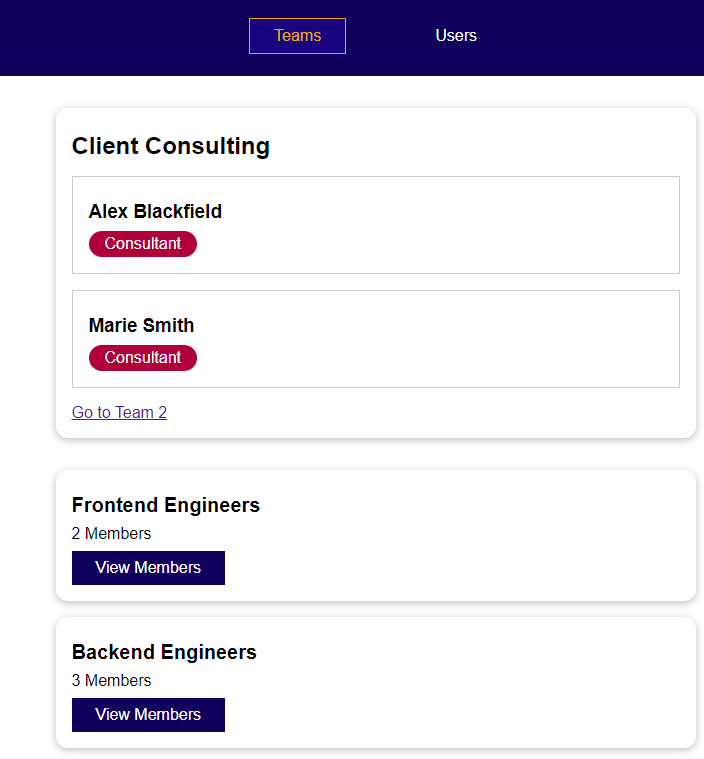 Teams
Users
Client Consulting
Alex Blackfield
Consultant
Marie Smith
Consultant
Go to Team 2
Frontend Engineers
2 Members
View Members
Backend Engineers
3 Members
View Members